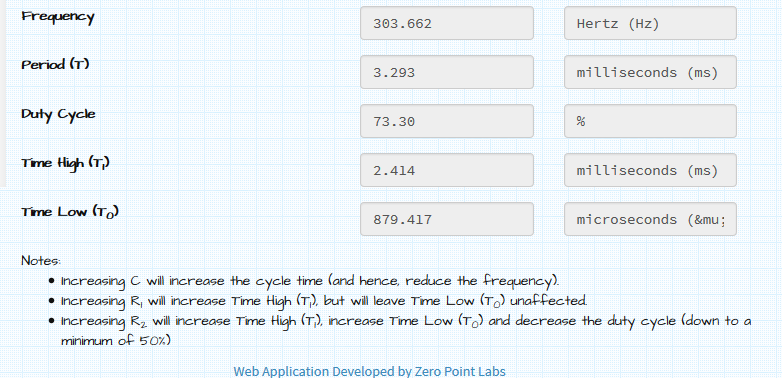 Frequency 303.662 Hertz (Hz)
Period (T) 3.293 milliseconds (ms)
Duty Cycle 73.30 %
Time High (T₁) 2.414 milliseconds (ms)
Time Low (T₀) 879.417 microseconds (&mu;
Notes:
• Increasing C will increase the cycle time (and hence, reduce the frequency).
• Increasing R₁ will increase Time High (T₁), but will leave Time Low (T₀) unaffected.
• Increasing R₂ will increase Time High (T₁), increase Time Low (T₀) and decrease the duty cycle (down to a
minimum of 50%)
Web Application Developed by Zero Point Labs